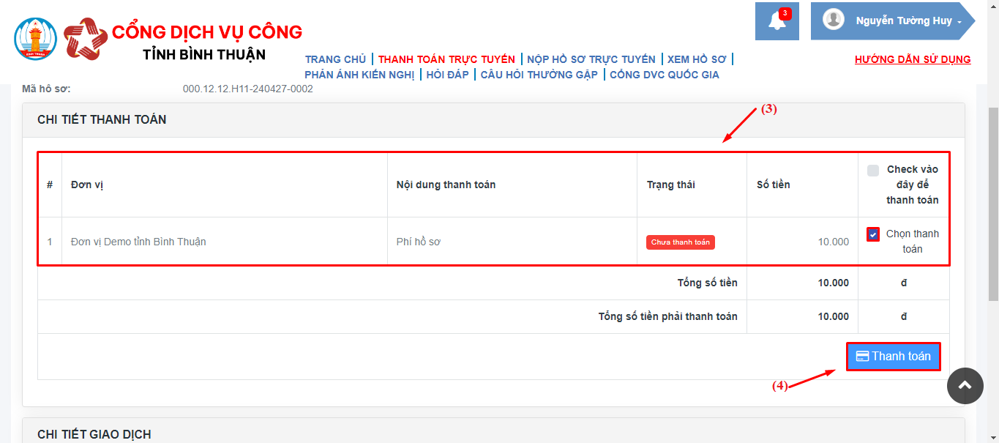 3
Nguyễn Tường Huy
CỔNG DỊCH VỤ CÔNG
TỈNH BÌNH THUẬN
BÌNH THUẬN
TRANG CHỦ | THANH TOÁN TRỰC TUYẾN | NỘP HỒ SƠ TRỰC TUYẾN | XEM HỒ SƠ |
HƯỚNG DẪN SỬ DỤNG
PHẢN ÁNH KIẾN NGHỊ | HỎI ĐÁP | CÂU HỎI THƯỜNG GẶP | CỔNG DVC QUỐC GIA
Mã hồ sơ: 000.12.12.H11-240427-0002
(3)
CHI TIẾT THANH TOÁN
# Đơn vị Nội dung thanh toán Trạng thái Số tiền Check vào
đây để
thanh toán
1 Đơn vị Demo tỉnh Bình Thuận Phí hồ sơ Chưa thanh toán 10.000 Chọn thanh
toán
Tổng số tiền 10.000 đ
Tổng số tiền phải thanh toán 10.000 đ
Thanh toán
(4)
CHI TIẾT GIAO DỊCH